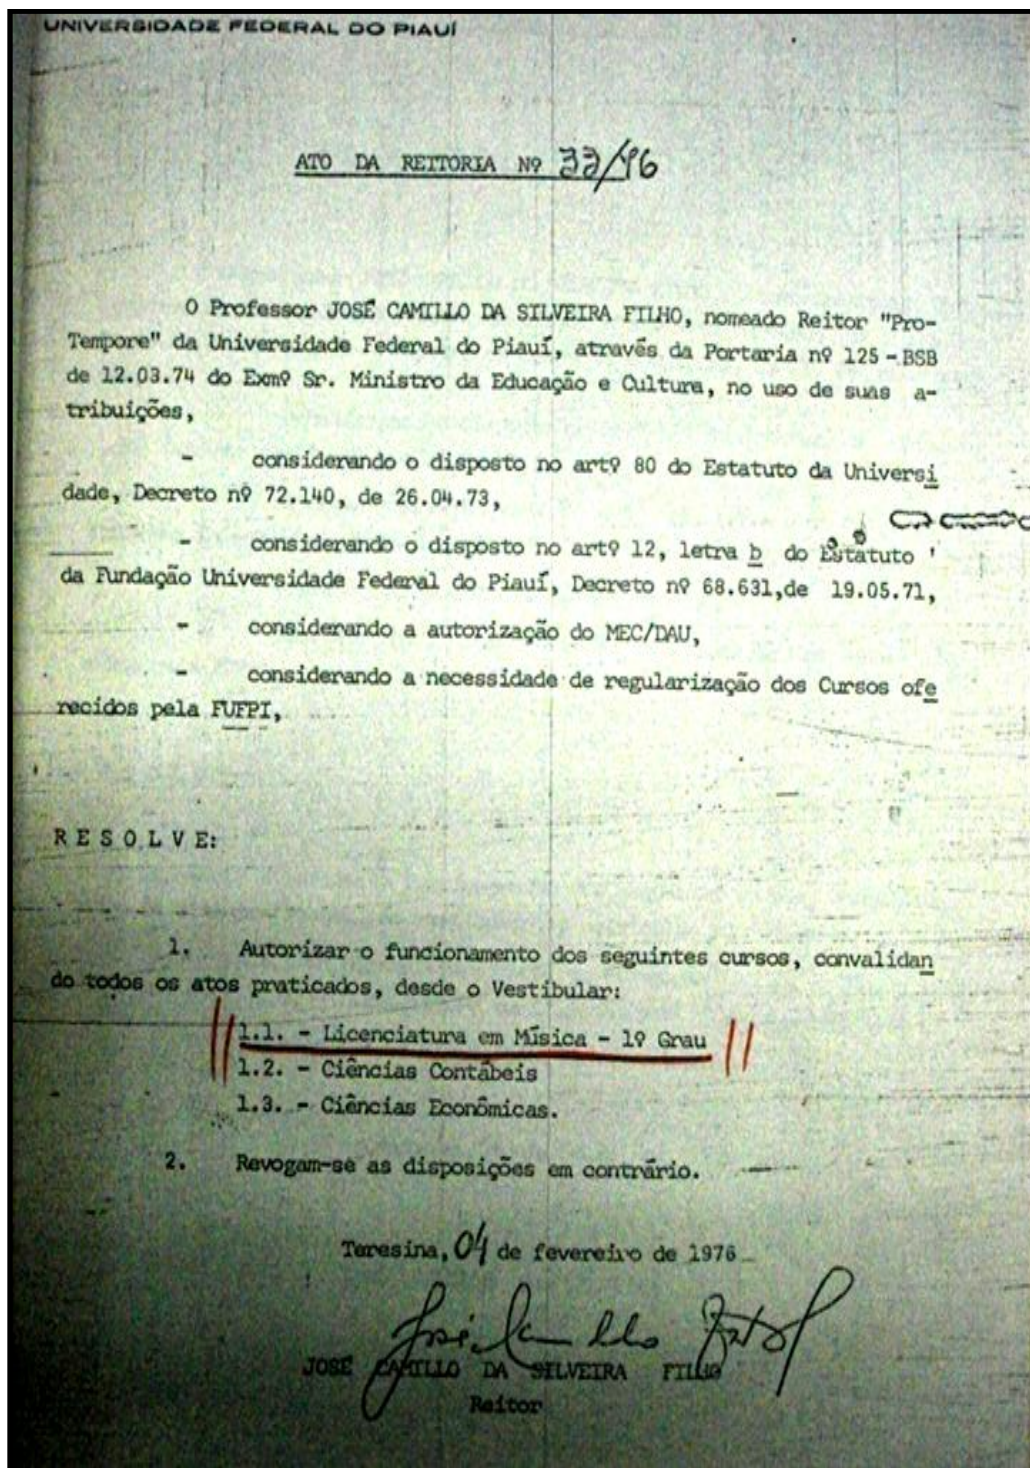 UNIVERSIDADE FEDERAL DO PIAUÍ
ATO DA REITORIA Nº 33/76
O Professor JOSÉ CAMILLO DA SILVEIRA FILHO, nomeado Reitor "Pro-
Tempore" da Universidade Federal do Piauí, através da Portaria nº 125 - BSB
de 12.03.74 do Exmº Sr. Ministro da Educação e Cultura, no uso de suas a-
tribuições,
- considerando o disposto no artº 80 do Estatuto da Universi
dade, Decreto nº 72.140, de 26.04.73,
- considerando o disposto no artº 12, letra b do Estatuto '
da Fundação Universidade Federal do Piauí, Decreto nº 68.631,de 19.05.71,
- considerando a autorização do MEC/DAU,
- considerando a necessidade de regularização dos Cursos ofe
recidos pela FUFPI,
R E S O L V E:
1. Autorizar o funcionamento dos seguintes cursos, convalidan
do todos os atos praticados, desde o Vestibular:
1.1. - Licenciatura em Música - 1º Grau
1.2. - Ciências Contábeis
1.3. - Ciências Econômicas.
2. Revogam-se as disposições em contrário.
Teresina, 04 de fevereiro de 1976
José Camillo Filho
JOSÉ CAMILLO DA SILVEIRA FILHO
Reitor